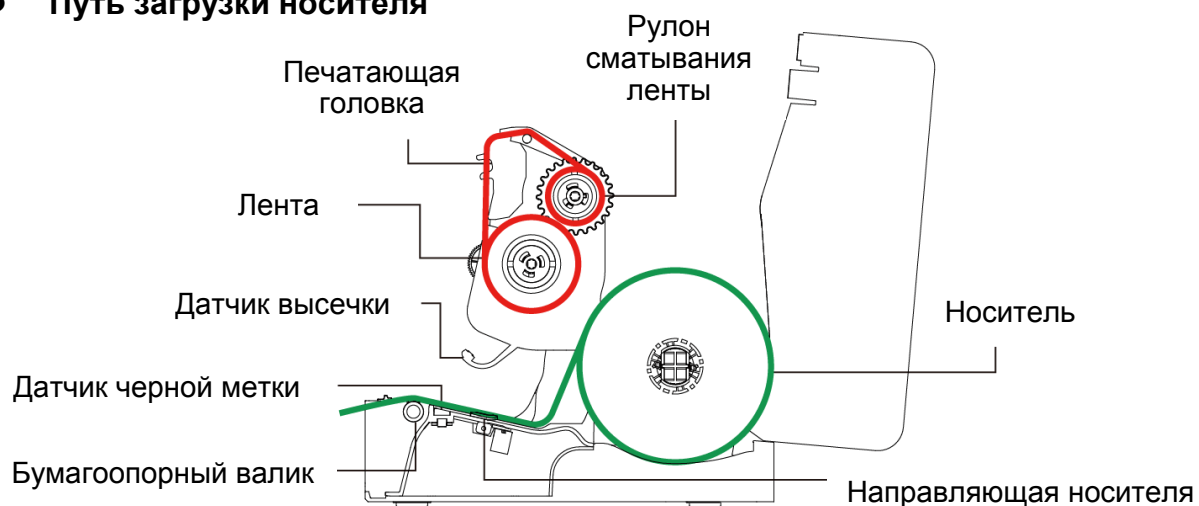 Путь загрузки носителя
Рулон
сматывания
ленты
Печатающая
головка
Лента
Датчик высечки
Носитель
Датчик черной метки
Бумагоопорный валик
Направляющая носителя